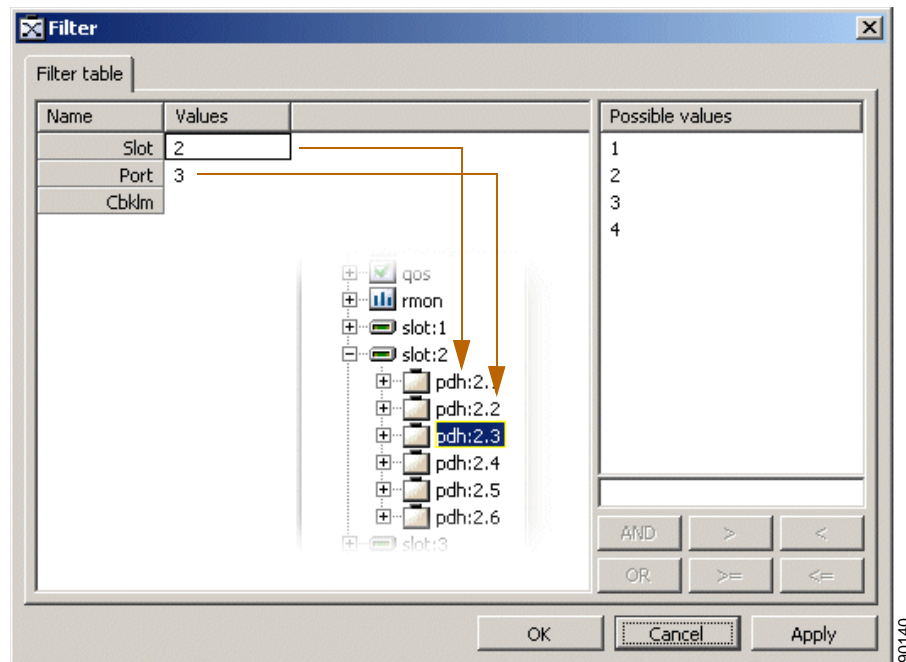 Filter
Filter table
Name Values
Possible values
Slot 2
Port 3
Cbklm
1
2
3
4
qos
rmon
slot:1
slot:2
pdh:2.
pdh:2.2
pdh:2.3
pdh:2.4
pdh:2.5
pdh:2.6
slot:3
AND > <
OR >= <=
OK Cancel Apply
90140